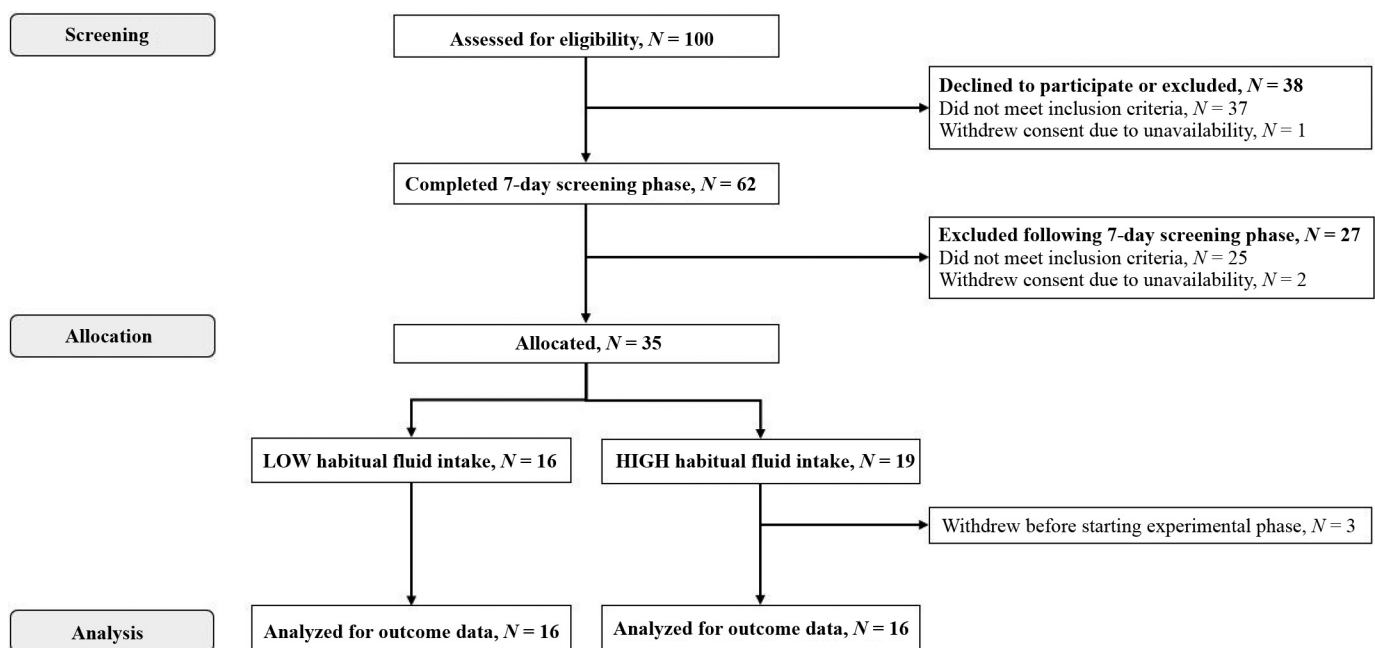 Screening
Assessed for eligibility, N = 100
Declined to participate or excluded, N = 38
Did not meet inclusion criteria, N = 37
Withdrew consent due to unavailability, N = 1
Completed 7-day screening phase, N = 62
Excluded following 7-day screening phase, N = 27
Did not meet inclusion criteria, N = 25
Withdrew consent due to unavailability, N = 2
Allocation
Allocated, N = 35
LOW habitual fluid intake, N = 16
HIGH habitual fluid intake, N = 19
Withdrew before starting experimental phase, N = 3
Analysis
Analyzed for outcome data, N = 16
Analyzed for outcome data, N = 16